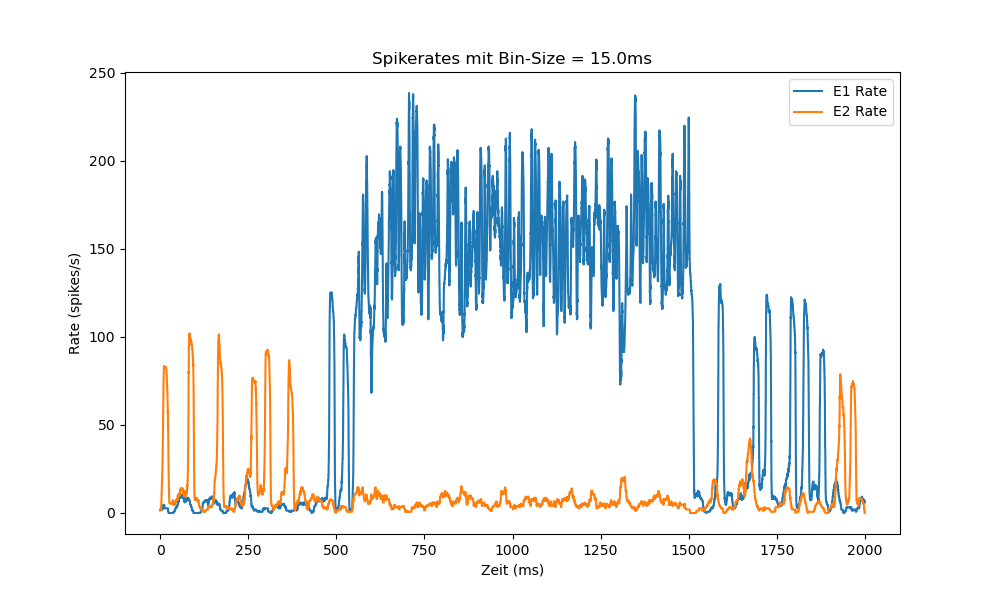 Spikerates mit Bin-Size = 15.0ms
250
200
150
100
50
0
Rate (spikes/s)
E1 Rate
E2 Rate
0 250 500 750 1000 1250 1500 1750 2000
Zeit (ms)